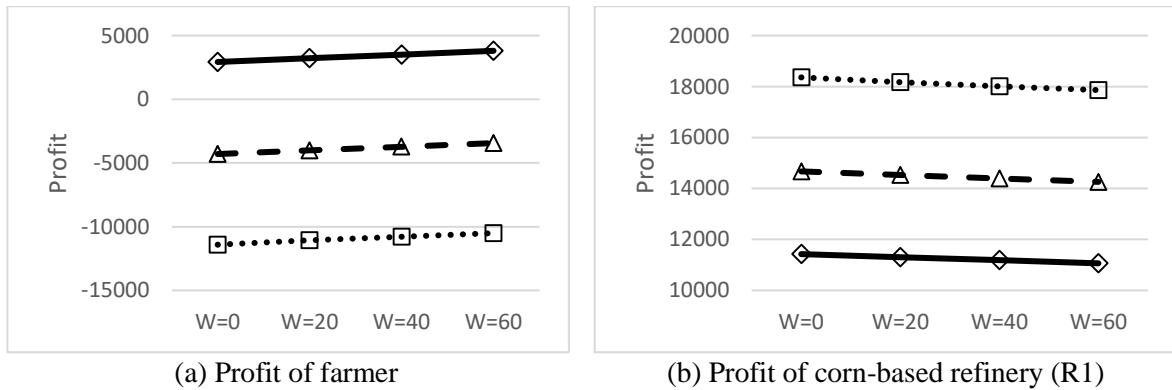 5000
0
-5000
-10000
-15000
Profit
W=0 W=20 W=40 W=60
(a) Profit of farmer
20000
18000
16000
14000
12000
10000
Profit
W=0 W=20 W=40 W=60
(b) Profit of corn-based refinery (R1)